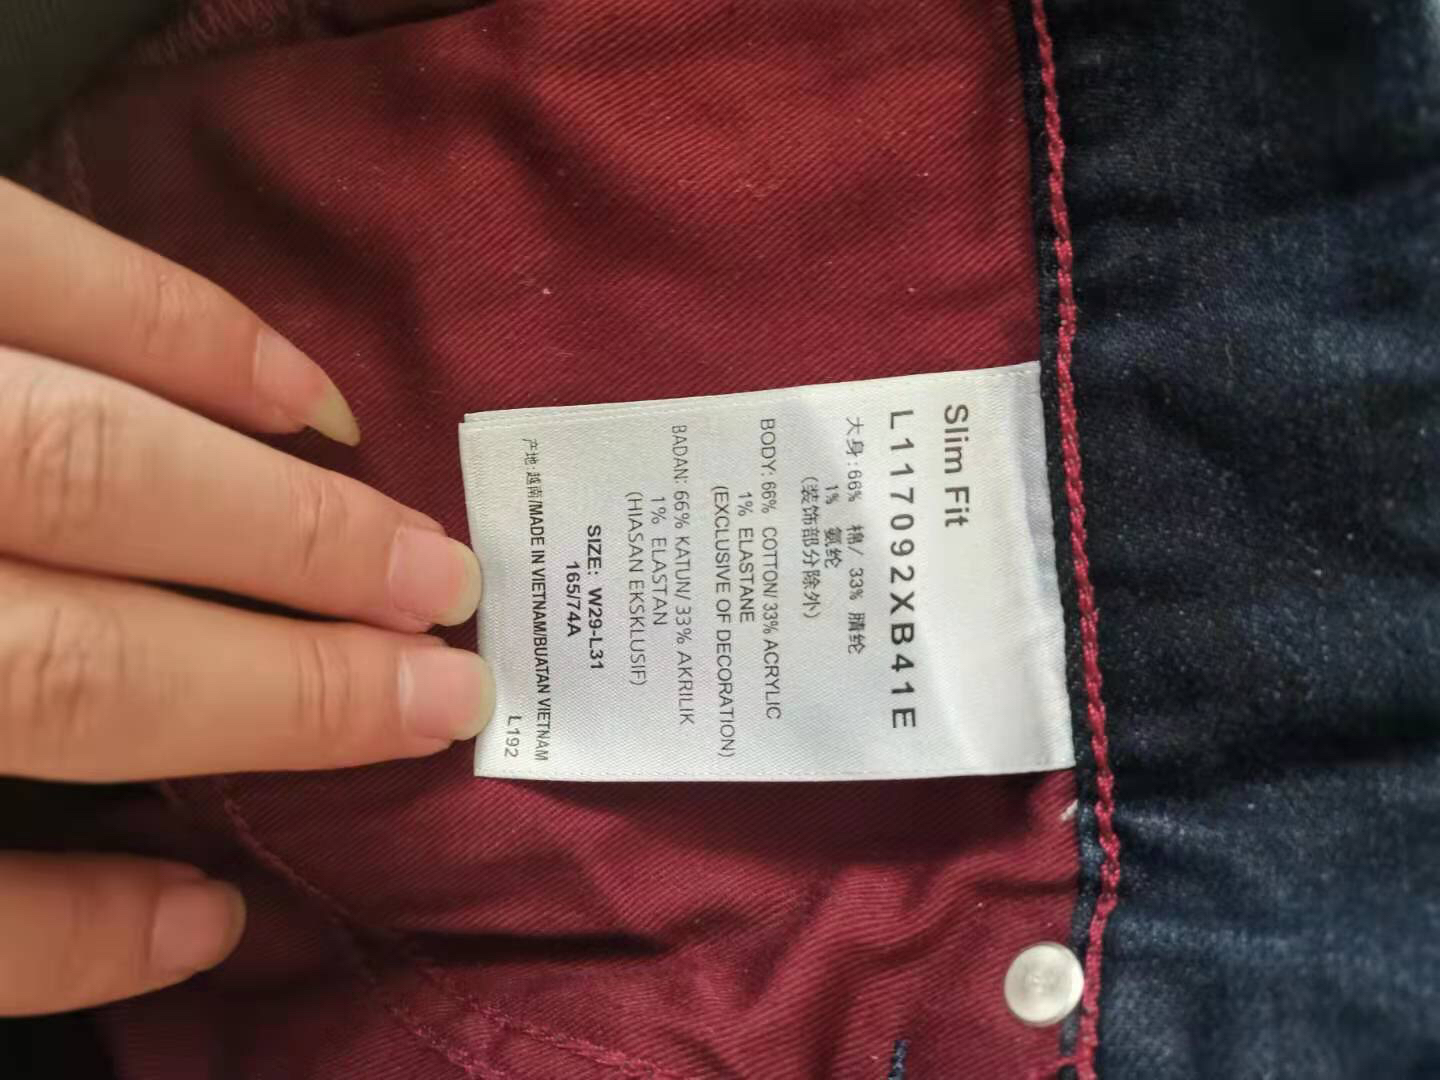 Slim Fit
L117092XB41E
大身:66% 棉/ 33% 腈纶
1% 氨纶
(装饰部分除外)
BODY: 66% COTTON/ 33% ACRYLIC
1% ELASTANE
(EXCLUSIVE OF DECORATION)
BADAN: 66% KATUN/ 33% AKRILIK
1% ELASTAN
(HIASAN EKSKLUSIF)
SIZE: W29-L31
165/74A
产地:越南/MADE IN VIETNAM/BUATAN VIETNAM
L192